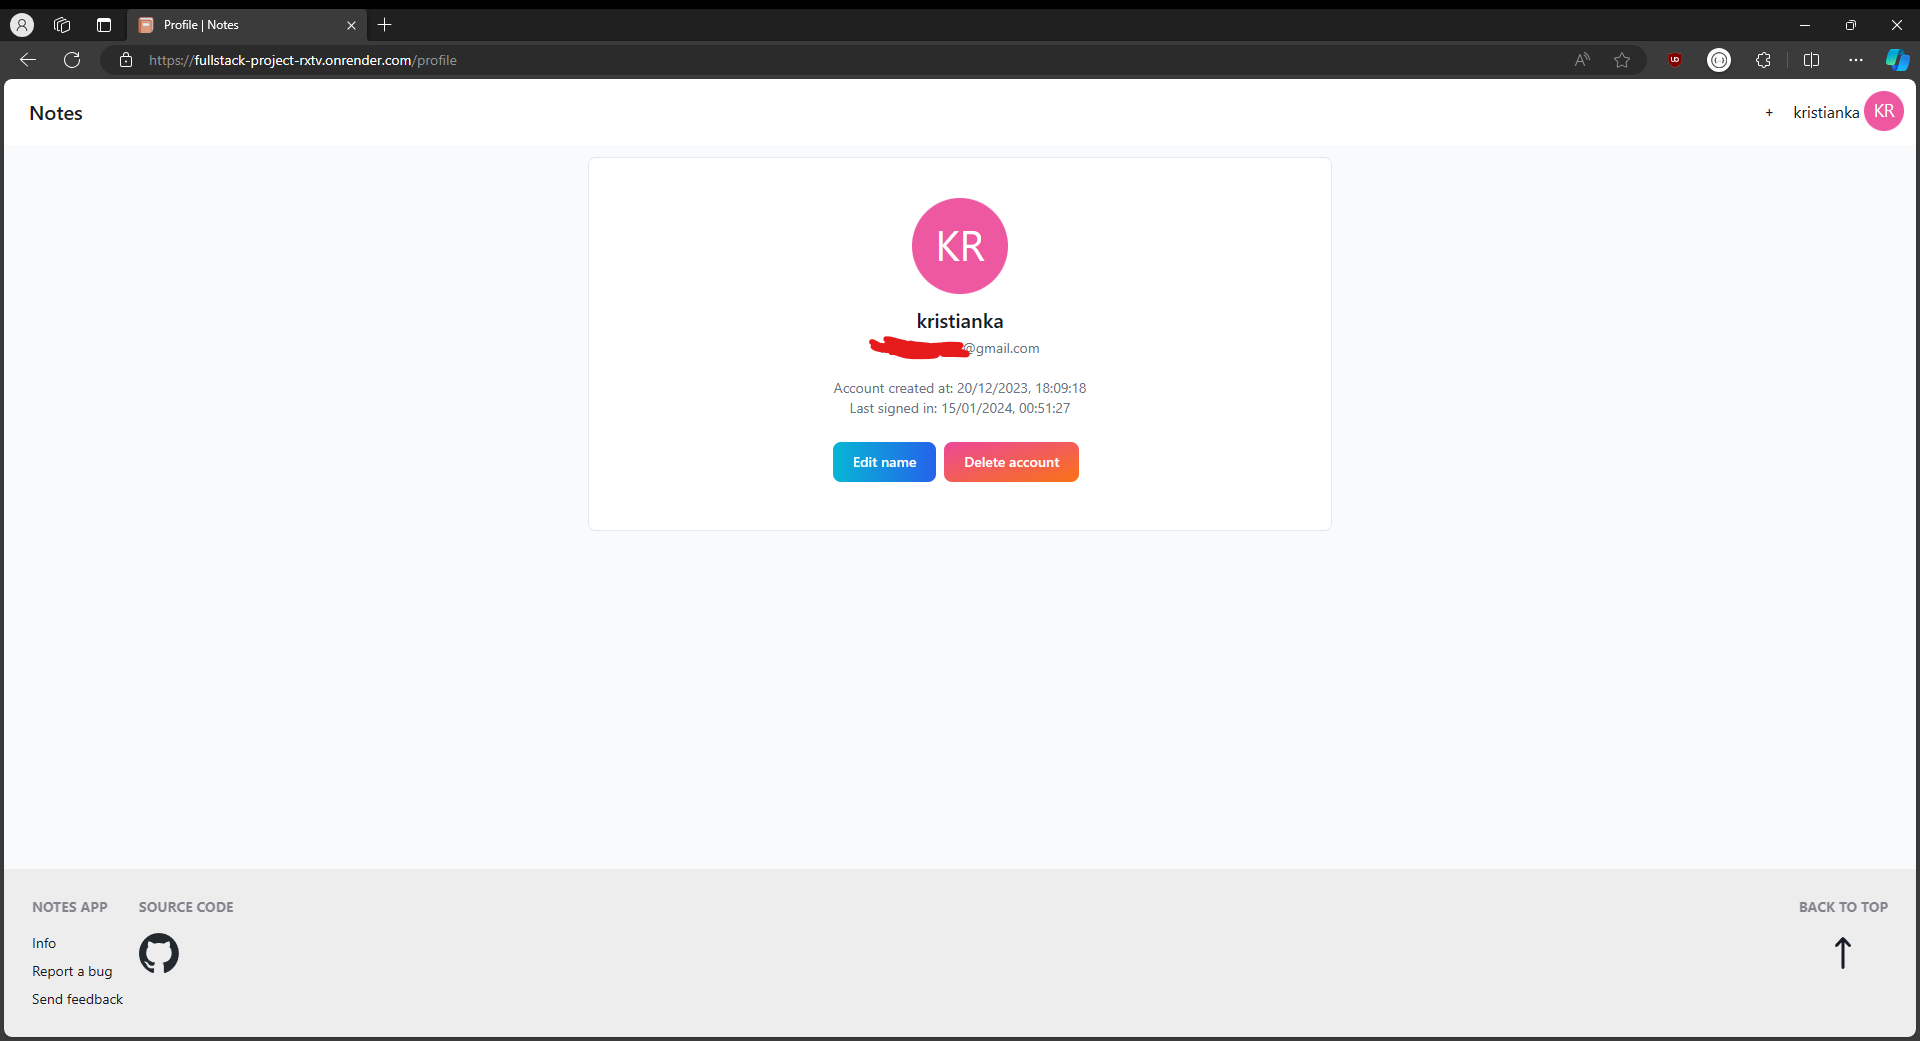 Profile | Notes
https://fullstack-project-rxtv.onrender.com/profile
Notes
+ kristianka KR
KR
kristianka
@gmail.com
Account created at: 20/12/2023, 18:09:18
Last signed in: 15/01/2024, 00:51:27
Edit name Delete account
NOTES APP SOURCE CODE BACK TO TOP
Info
Report a bug
Send feedback